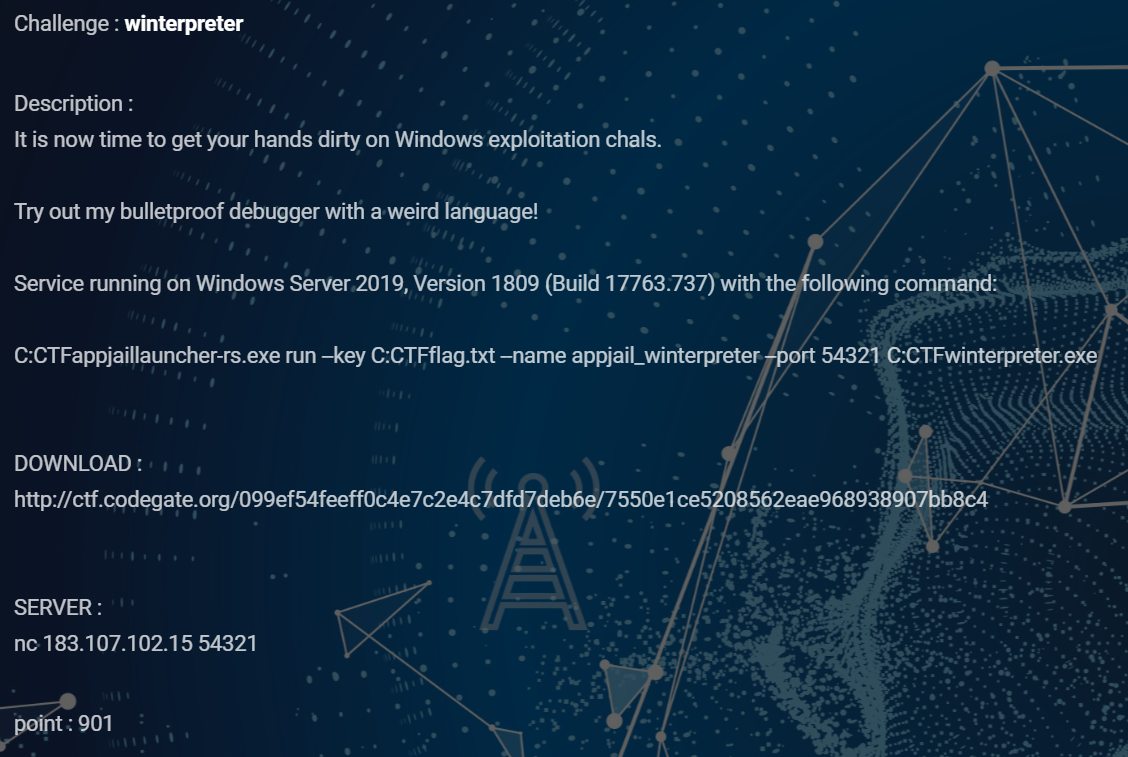 Challenge : winterpreter
Description :
It is now time to get your hands dirty on Windows exploitation chals.
Try out my bulletproof debugger with a weird language!
Service running on Windows Server 2019, Version 1809 (Build 17763.737) with the following command:
C:CTFappjaillauncher-rs.exe run –key C:CTFflag.txt –name appjail_winterpreter –port 54321 C:CTFwinterpreter.exe
DOWNLOAD :
http://ctf.codegate.org/099ef54feeff0c4e7c2e4c7dfd7deb6e/7550e1ce5208562eae968938907bb8c4
SERVER :
nc 183.107.102.15 54321
point : 901